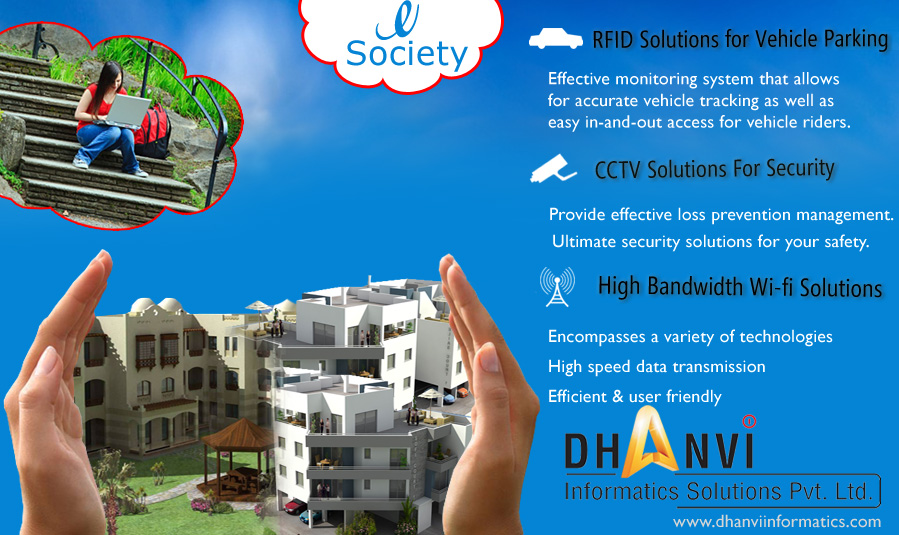 e
Society
RFID Solutions for Vehicle Parking
Effective monitoring system that allows
for accurate vehicle tracking as well as
easy in-and-out access for vehicle riders.
CCTV Solutions For Security
Provide effective loss prevention management.
Ultimate security solutions for your safety.
High Bandwidth Wi-fi Solutions
Encompasses a variety of technologies
High speed data transmission
Efficient & user friendly
DHANVI
Informatics Solutions Pvt. Ltd.
www.dhanviinformatics.com